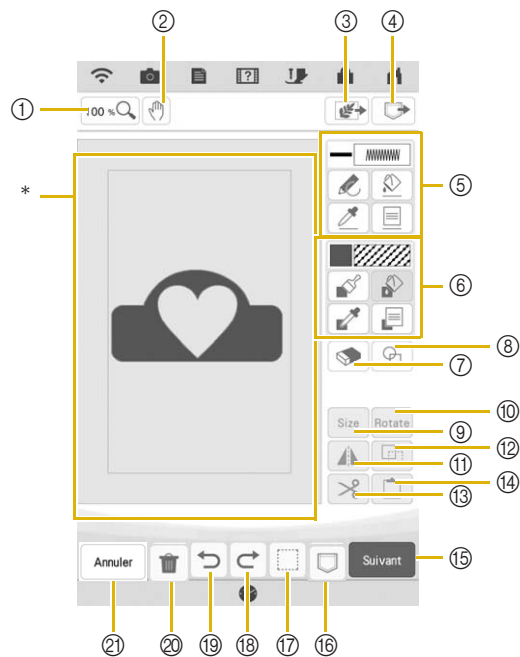 ② ③ ④
① 100 % 
*
⑤
⑥
⑧
⑦
⑩
Size Rotate
⑨ ⑫
⑪
⑭
⑬
Annuler Suivant ⑮
㉑ ⑳ ⑲ ⑱ ⑰ ⑯